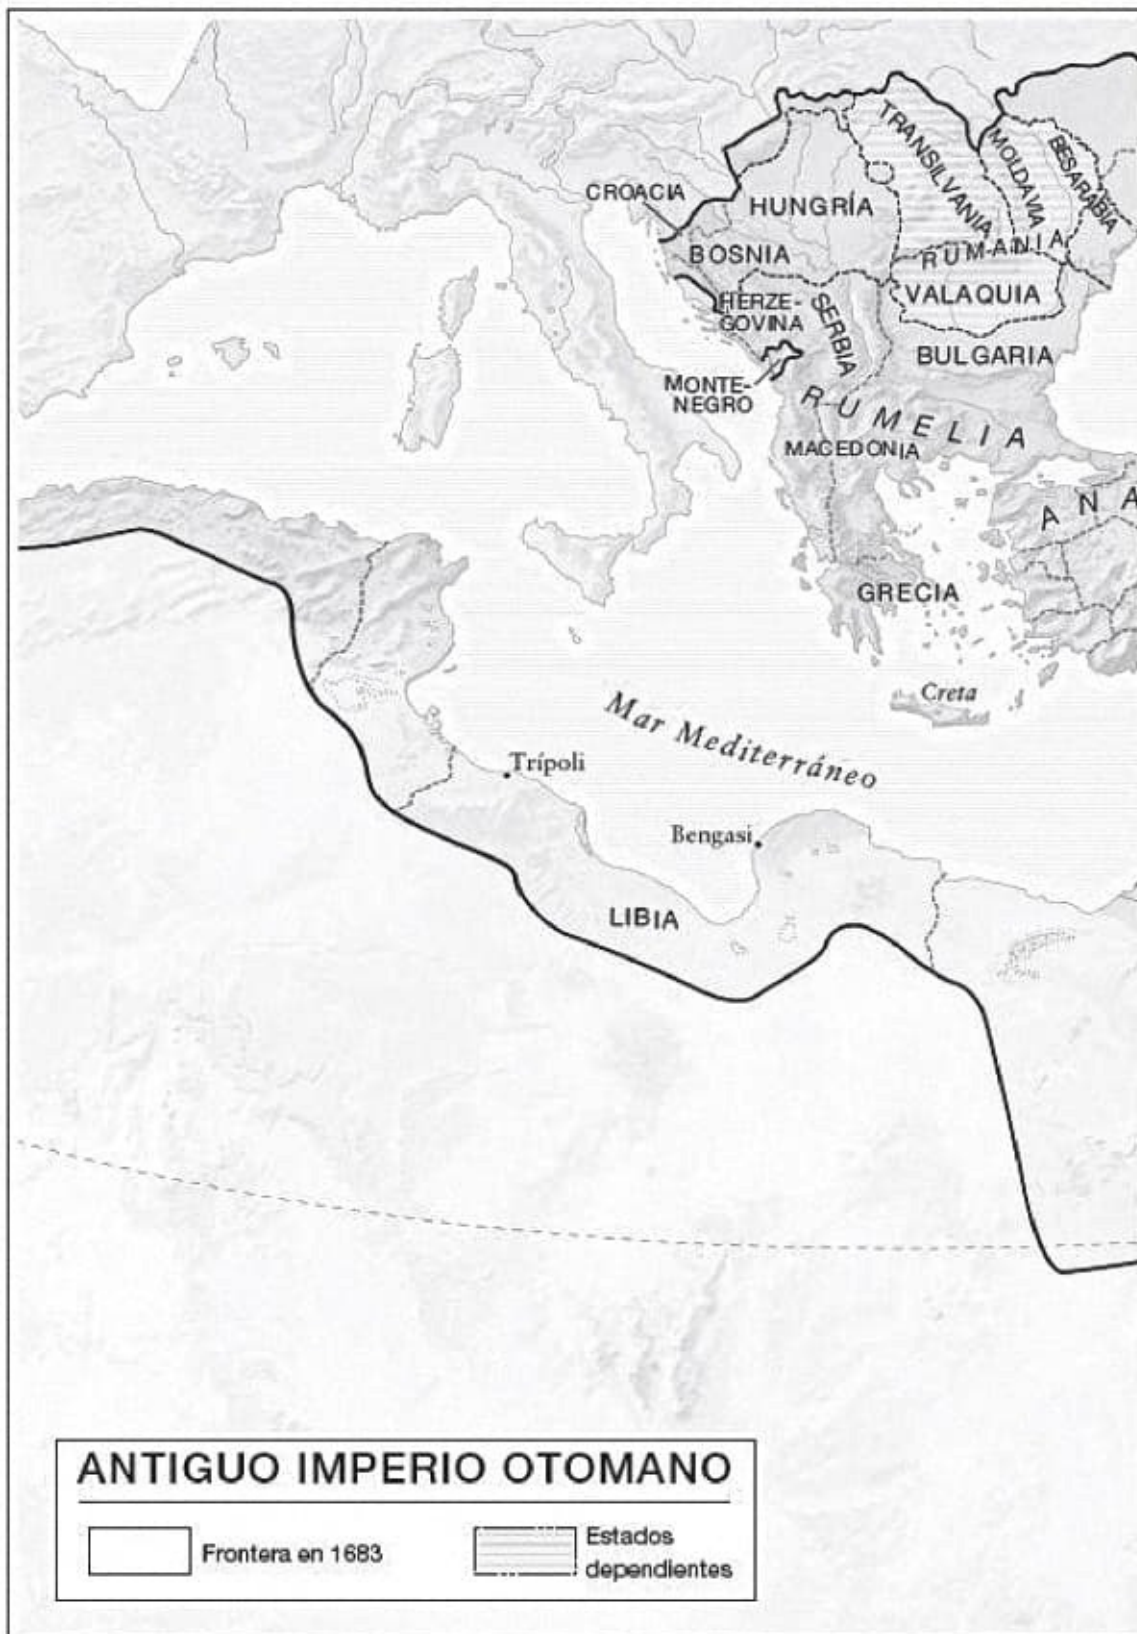 TRANSILVANIA
MOLDAVIA
BESARABIA
CROACIA
HUNGRÍA
BOSNIA
RUMANIA
VALAQUIA
HERZE-
GOVINA
SERBIA
BULGARIA
MONTE-
NEGRO
RUMELIA
MACEDONIA
ANA
GRECIA
Creta
Mar Mediterráneo
Trípoli
Bengasi
LIBIA
ANTIGUO IMPERIO OTOMANO
Frontera en 1683
Estados
dependientes